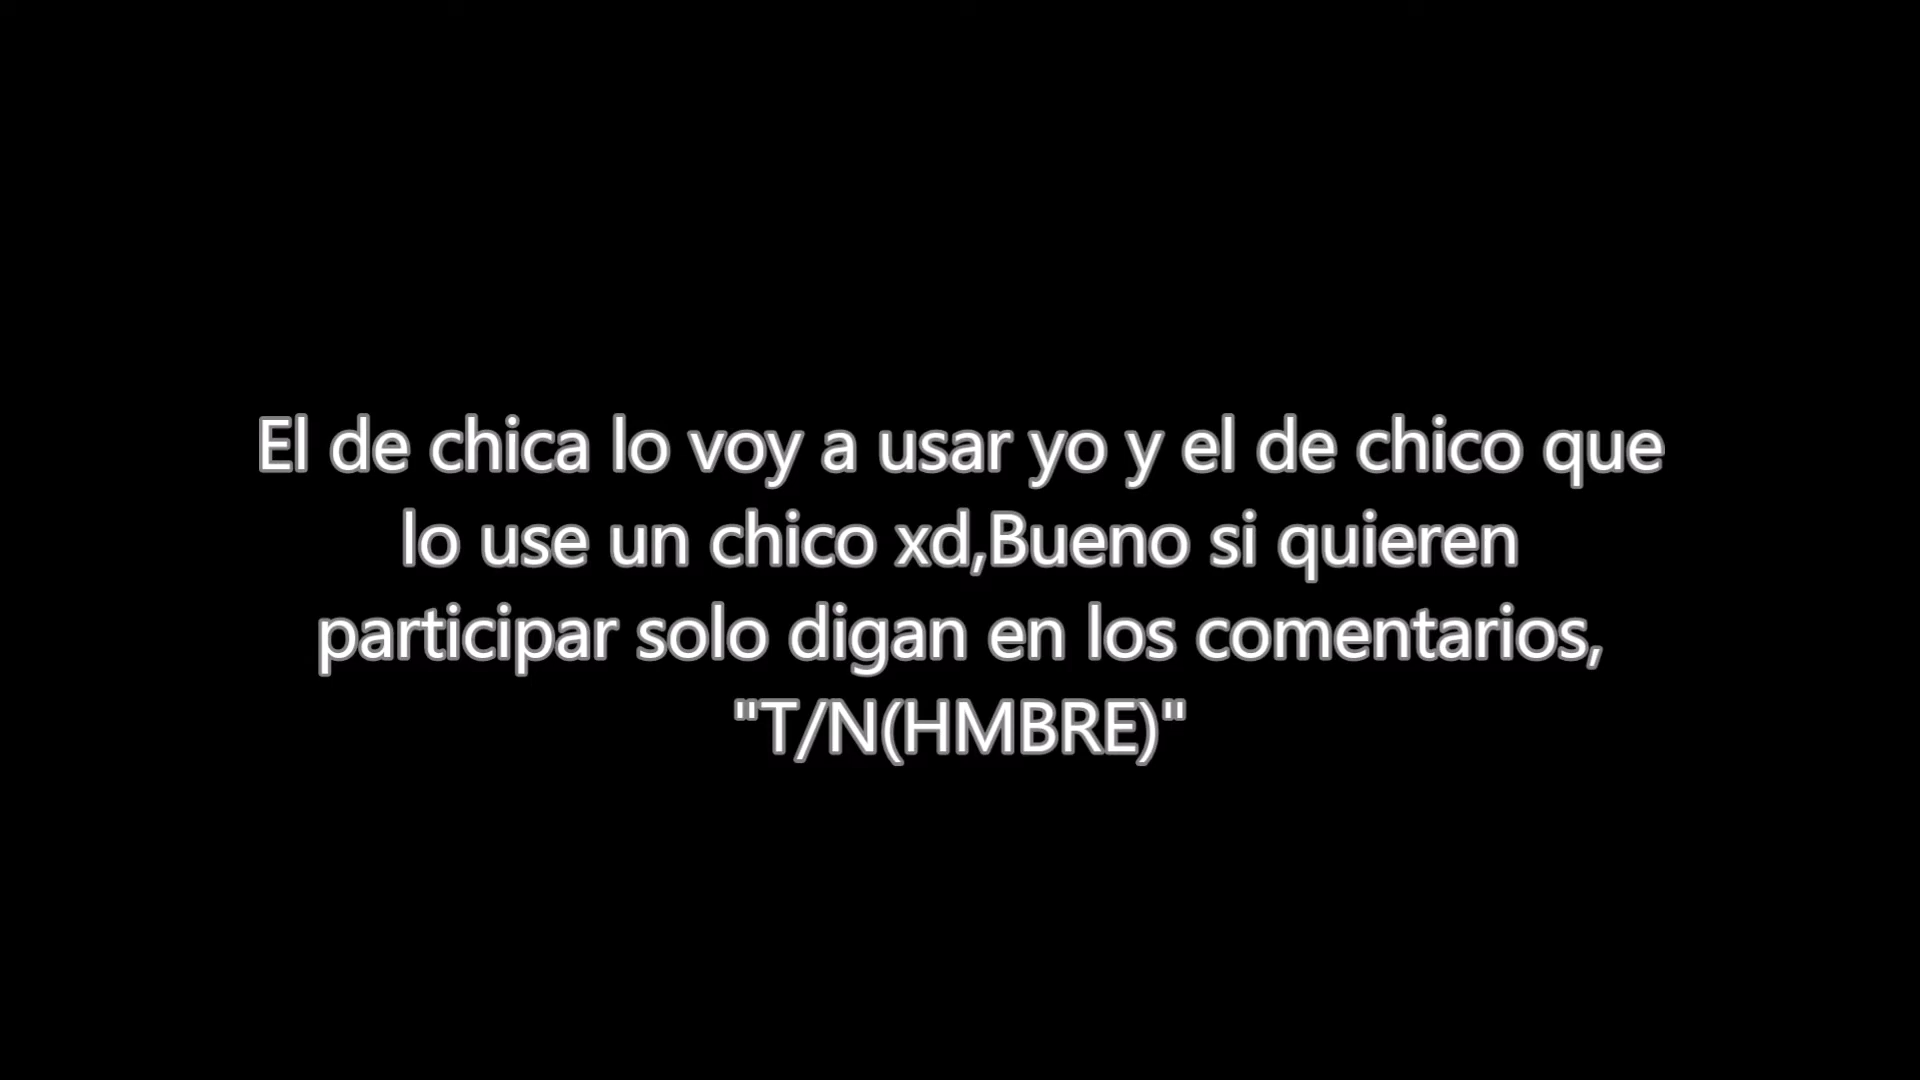 El de chica lo voy a usar yo y el de chico que
lo use un chico xd,Bueno si quieren
participar solo digan en los comentarios,
"T/N(HMBRE)"